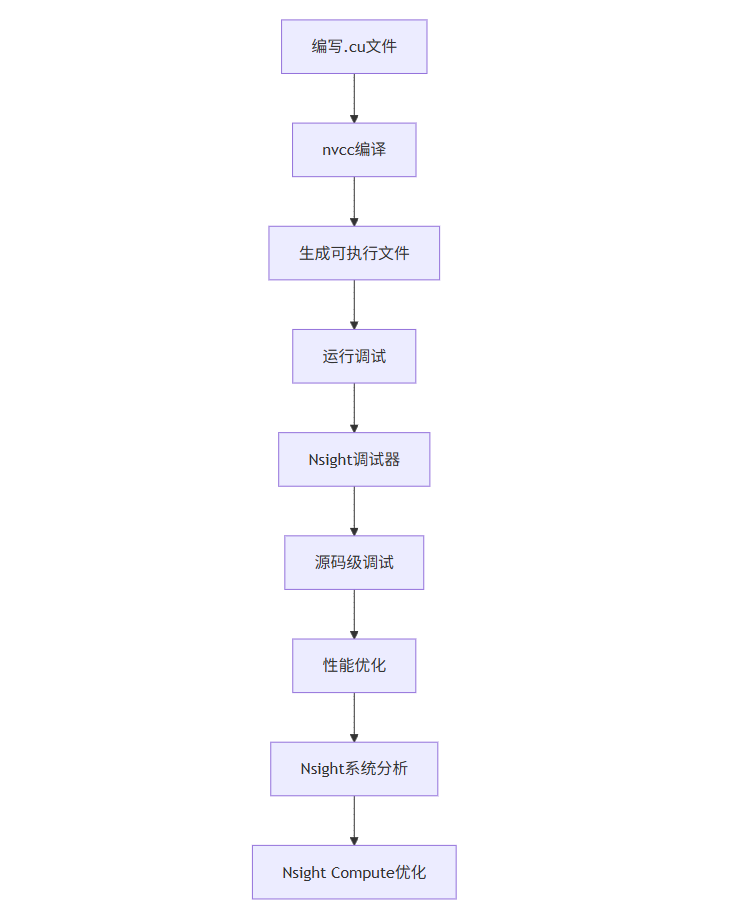 编写.cu文件
nvcc编译
生成可执行文件
运行调试
Nsight调试器
源码级调试
性能优化
Nsight系统分析
Nsight Compute优化